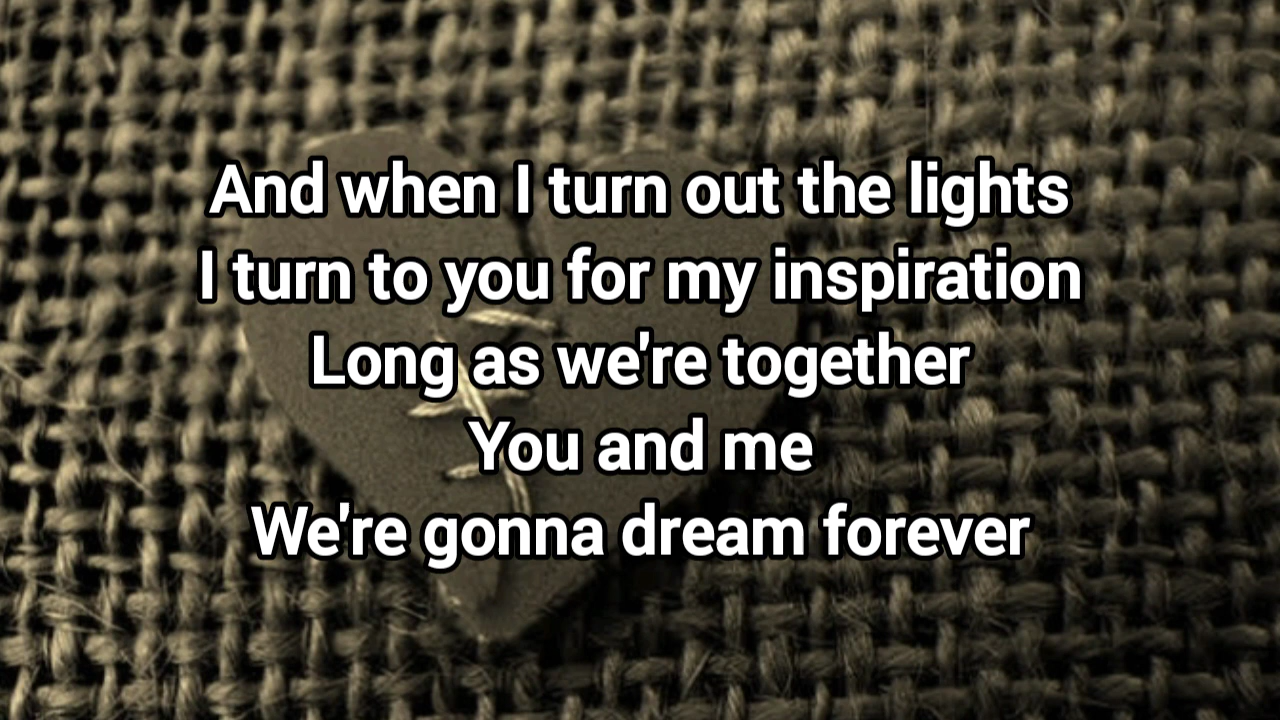 And when I turn out the lights
I turn to you for my inspiration
Long as we're together
You and me
We're gonna dream forever